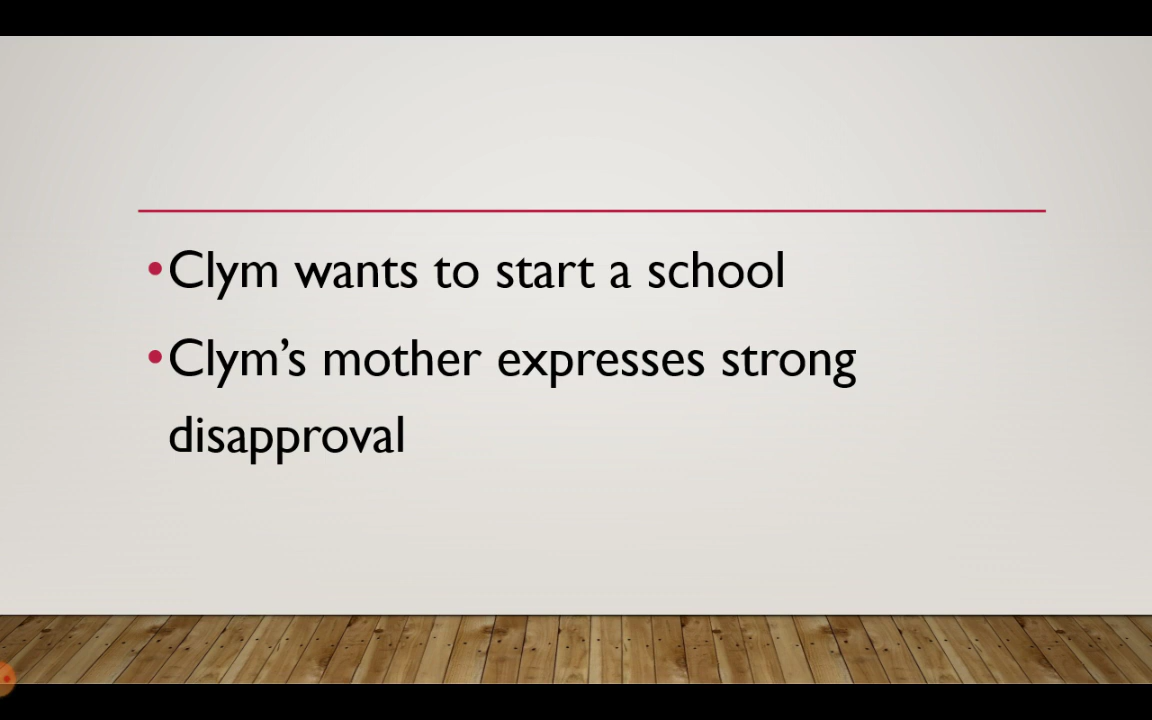 •Clym wants to start a school
•Clym’s mother expresses strong
disapproval